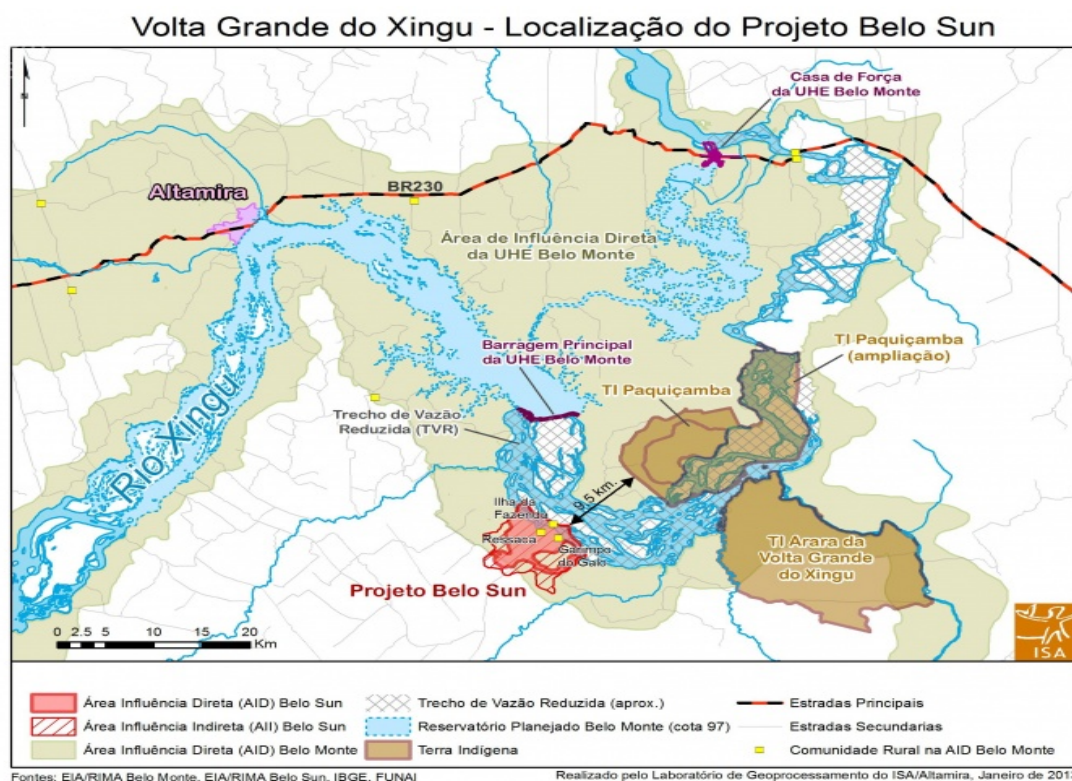 Volta Grande do Xingu - Localização do Projeto Belo Sun
Casa de Força
da UHE Belo Monte
BR230
Altamira
Área de Influência Direta
da UHE Belo Monte
Barragem Principal
da UHE Belo Monte
TI Paquiçamba
(ampliação)
TI Paquiçamba
Trecho de Vazão
Reduzida (TVR)
Rio Xingu
9,5 km.
Ilha da
Fazenda
Ressaca
Garimpo
do Galo
TI Arara da
Volta Grande
do Xingu
Projeto Belo Sun
0 2.5 5 10 15 20
Km
ISA
Área Influência Direta (AID) Belo Sun
Área Influência Indireta (AII) Belo Sun
Área Influência Direta (AID) Belo Monte
Trecho de Vazão Reduzida (aprox.)
Reservatório Planejado Belo Monte (cota 97)
Terra Indígena
Estradas Principais
Estradas Secundarias
Comunidade Rural na AID Belo Monte
Fontes: EIA/RIMA Belo Monte, EIA/RIMA Belo Sun, IBGE, FUNAI
Realizado pelo Laboratório de Geoprocessamento do ISA/Altamira, Janeiro de